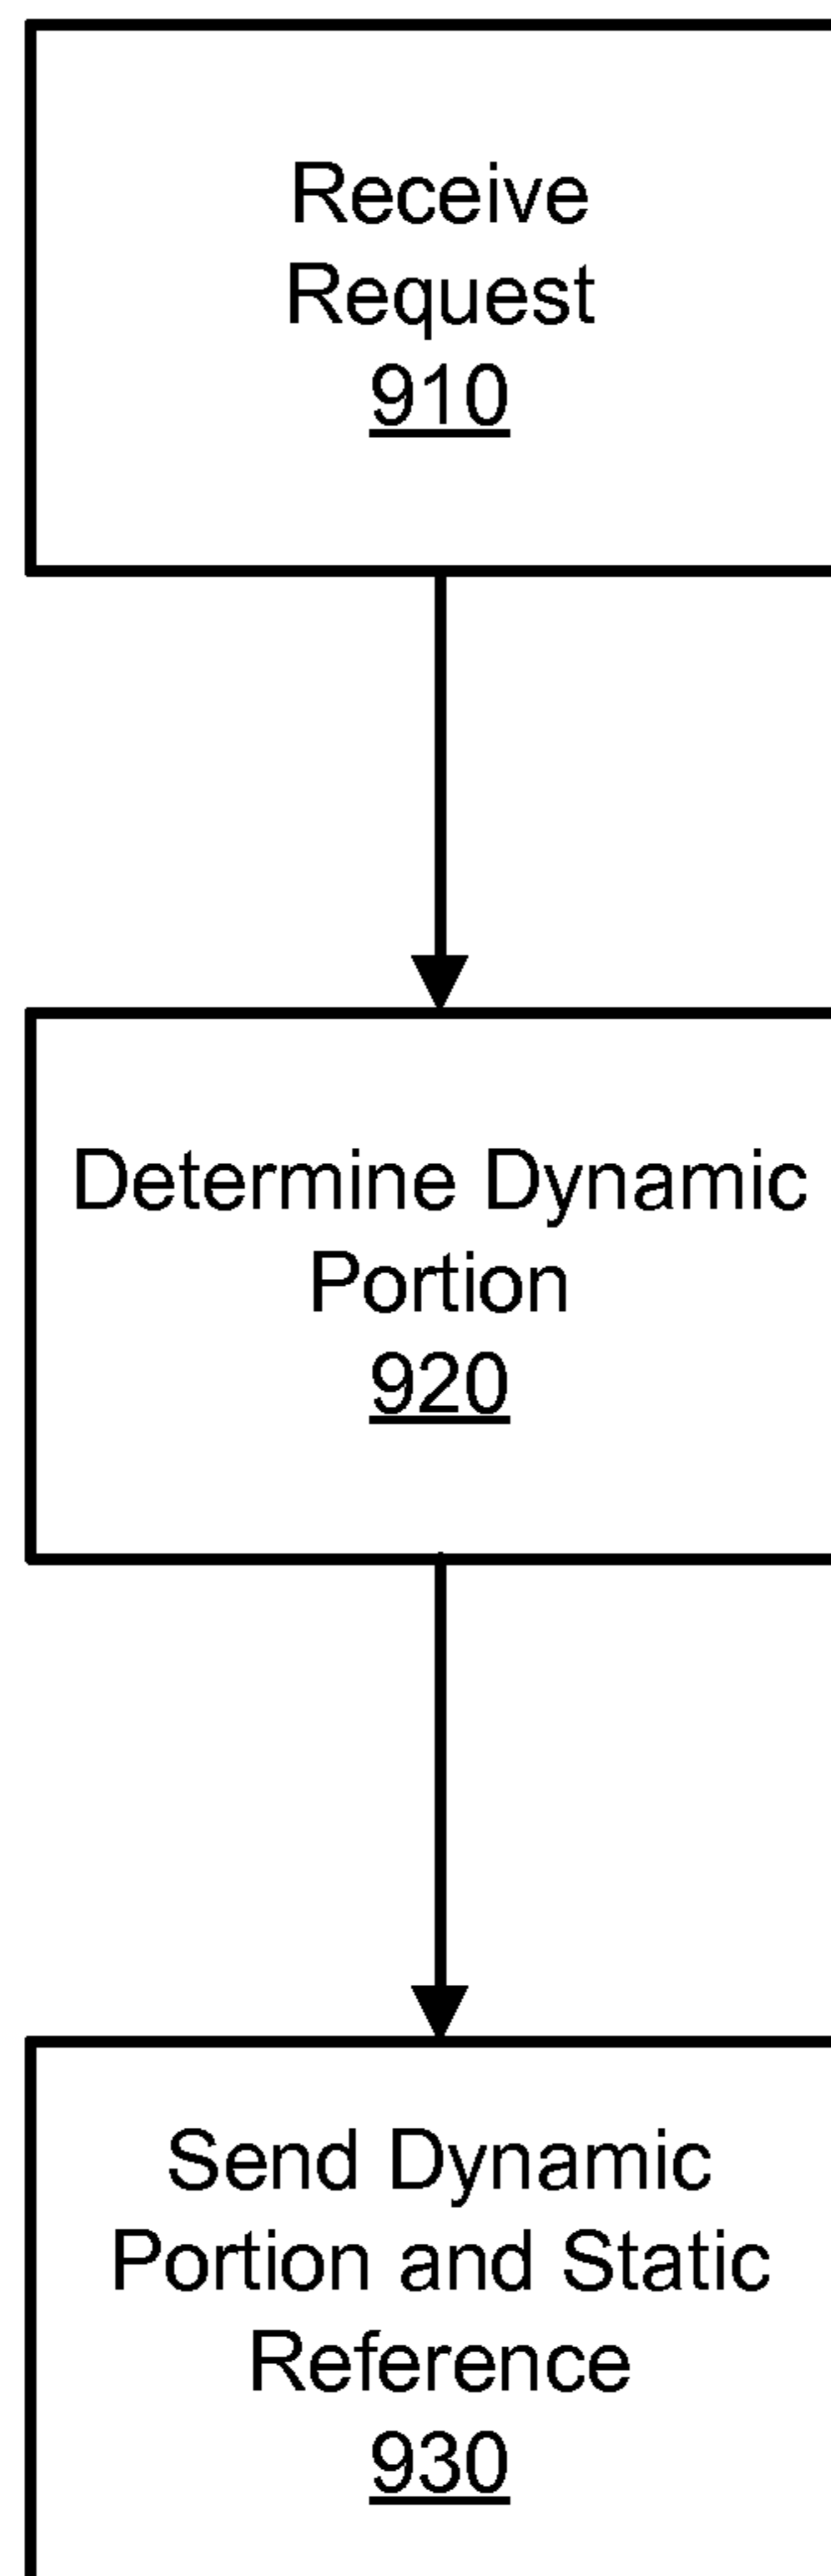 Receive
Request
910
Determine Dynamic
Portion
920
Send Dynamic
Portion and Static
Reference
930